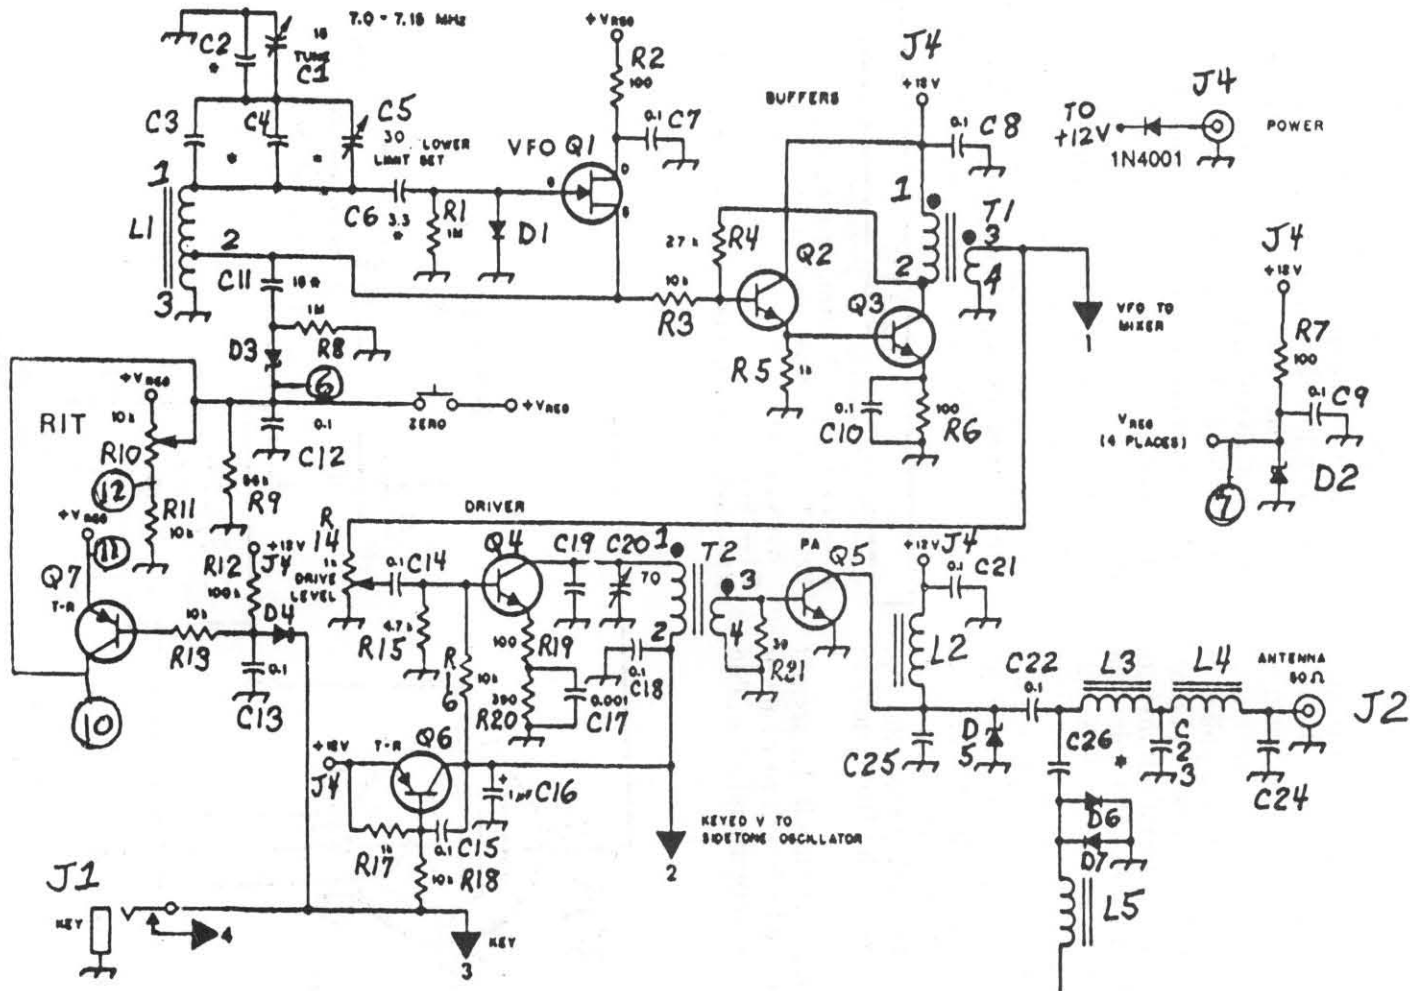 7.0 - 7.15 MHz
C2
*
15
TUNE
C1
+VREG
R2
100
J4
+12V
BUFFERS
J4
TO
+12V
1N4001
POWER
C3
C4
*
C5
30
LOWER
LIMIT SET
*
VFO Q1
0.1
C7
0.1
C8
1
L1
2
3
C6
3.3
*
R1
1M
D1
G
D
S
27k
R4
Q2
1
T1
3
2
4
J4
+12V
10k
R3
Q3
VFO TO
MIXER
1
R7
100
C11
18*
1M
R8
D3
6
R5
1k
0.1
C10
100
R6
0.1
C9
VREG
(4 PLACES)
7
D2
+VREG
RIT
10k
R10
12
0.1
C12
ZERO
+VREG
R9
R11
10k
+VREG
11
Q7
T-R
R12
100k
+12V
J4
D4
10k
R13
0.1
C13
10
DRIVER
R
14
1k
DRIVE
LEVEL
0.1
C14
Q4
C19
C20
70
1
T2
3
2
4
PA
Q5
+12V
J4
0.1
C21
4.7k
R15
R
1
6
10k
100
R19
390
R20
0.001
C17
0.1
C18
R21
L2
C22
0.1
L3
L4
ANTENNA
50 Ω
J2
C25
D
5
C26
*
C
2
3
C24
+12V
J4
T-R
Q6
+
1µF
C16
1k
R17
0.1
C15
10k
R18
KEYED V TO
SIDETONE OSCILLATOR
2
D6
D7
L5
J1
KEY
4
KEY
3